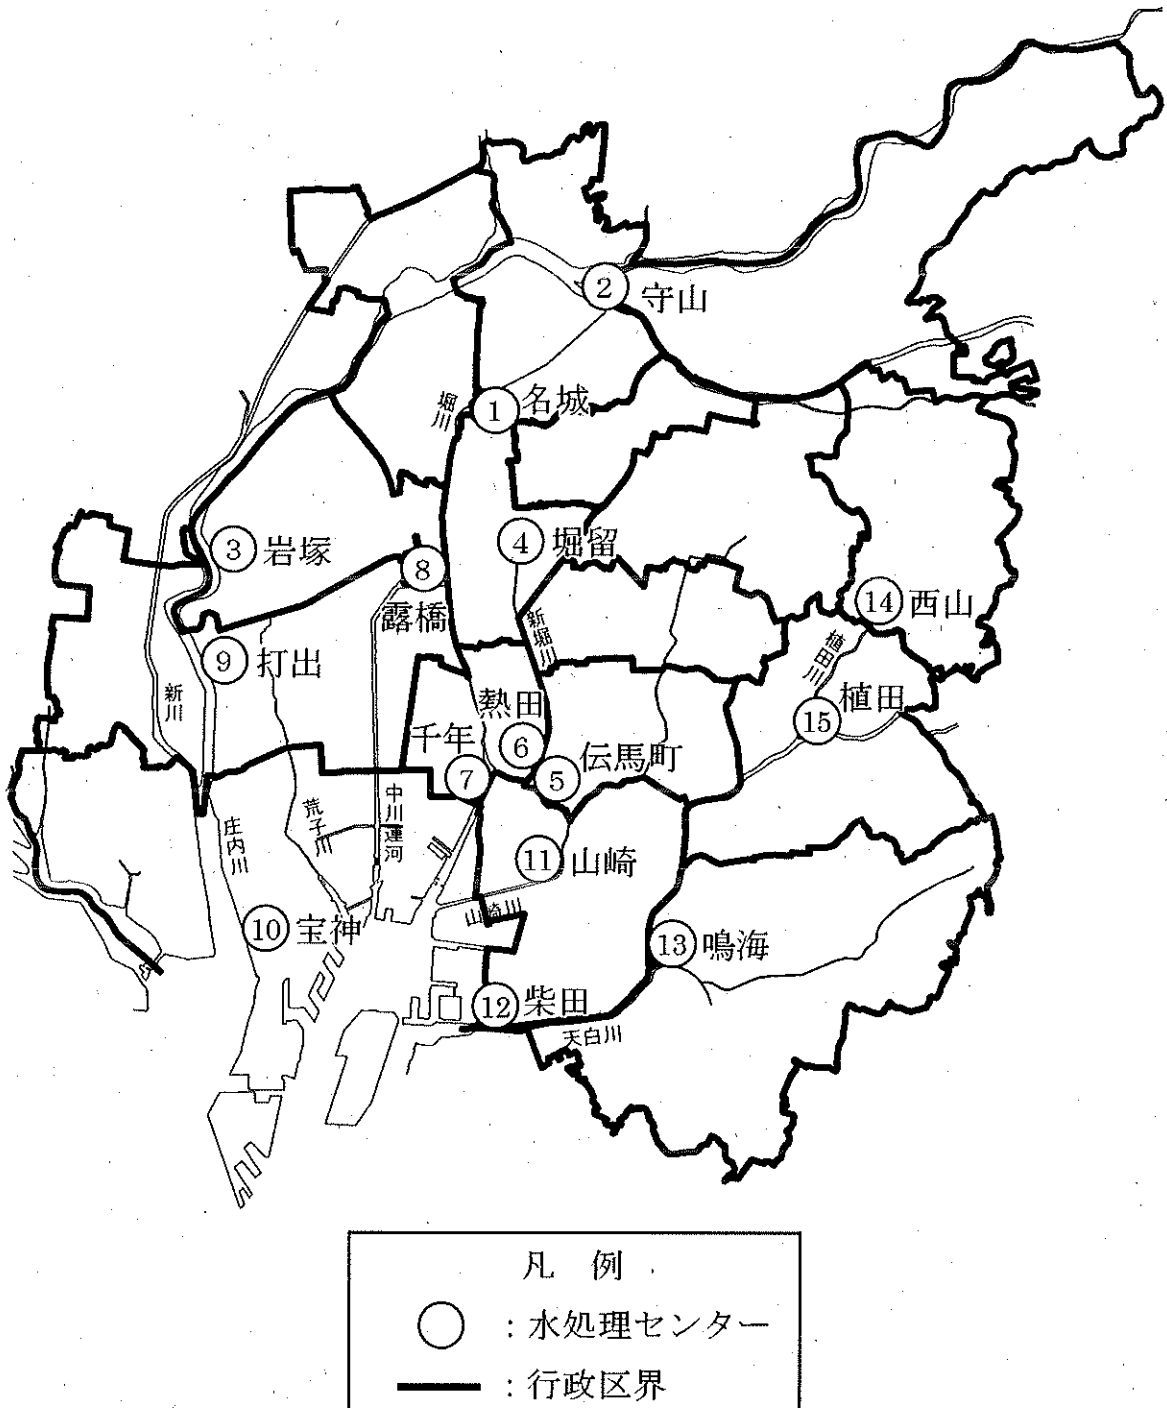 ② 守山
堀川
① 名城
③ 岩塚
④ 堀留
⑧
露橋
⑭ 西山
新堀川
植田川
⑨ 打出
新川
植田
⑮
熱田
⑥
千年
⑦
⑤ 伝馬町
荒子川
中川運河
庄内川
⑪ 山崎
山崎川
⑩ 宝神
⑬ 鳴海
⑫ 柴田
天白川
凡 例
○ : 水処理センター
━ : 行政区界